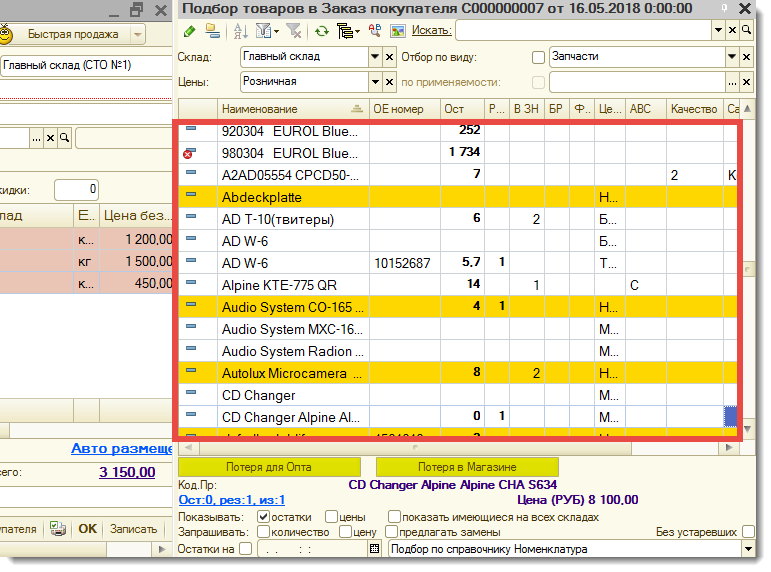 Подбор товаров в Заказ покупателя С000000007 от 16.05.2018 0:00:00
Быстрая продажа
Искать:
Главный склад (СТО №1)
Склад: Главный склад Отбор по виду: Запчасти
Цены: Розничная по применяемости:
Наименование ОЕ номер Ост Р... В ЗН БР Ф... Це... АВС Качество Са
920304 EUROL Blue... 252
980304 EUROL Blue... 1 734
A2AD05554 CPCD50-... 7 2 K
Abdeckplatte Н...
AD T-10(твитеры) 6 2 Б...
AD W-6 Б...
AD W-6 10152687 5,7 1 Т...
Alpine KTE-775 QR 14 1 С
Audio System CO-165 ... 4 1 Н...
Audio System MXC-16... М...
Audio System Radion ... М...
Autolux Microcamera ... 8 2 Н...
CD Changer М...
CD Changer Alpine Al... 0 1 М...
кидки: 0
лад Е... Цена без...
к... 1 200,00
кг 1 500,00
к... 450,00
Авто размеще
сего: 3 150,00
Потеря для Опта Потеря в Магазине
Код.Пр: CD Changer Alpine Alpine CHA S634
Ост:0, рез:1, из:1 Цена (РУБ) 8 100,00
Показывать: остатки цены показать имеющиеся на всех складах
Запрашивать: количество цену предлагать замены Без устаревших
Остатки на . . : : Подбор по справочнику Номенклатура
пателя ОК Записать